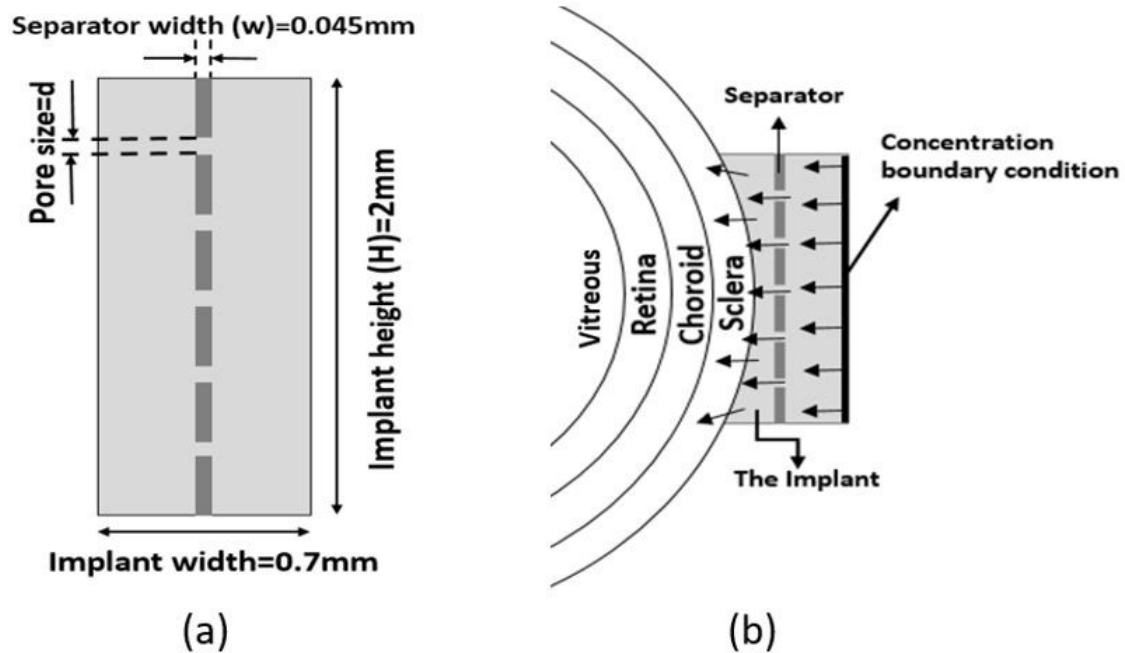 Separator width (w)=0.045mm
Pore size=d
Implant height (H)=2mm
Implant width=0.7mm
(a)
Separator
Concentration
boundary condition
Vitreous
Retina
Choroid
Sclera
The Implant
(b)